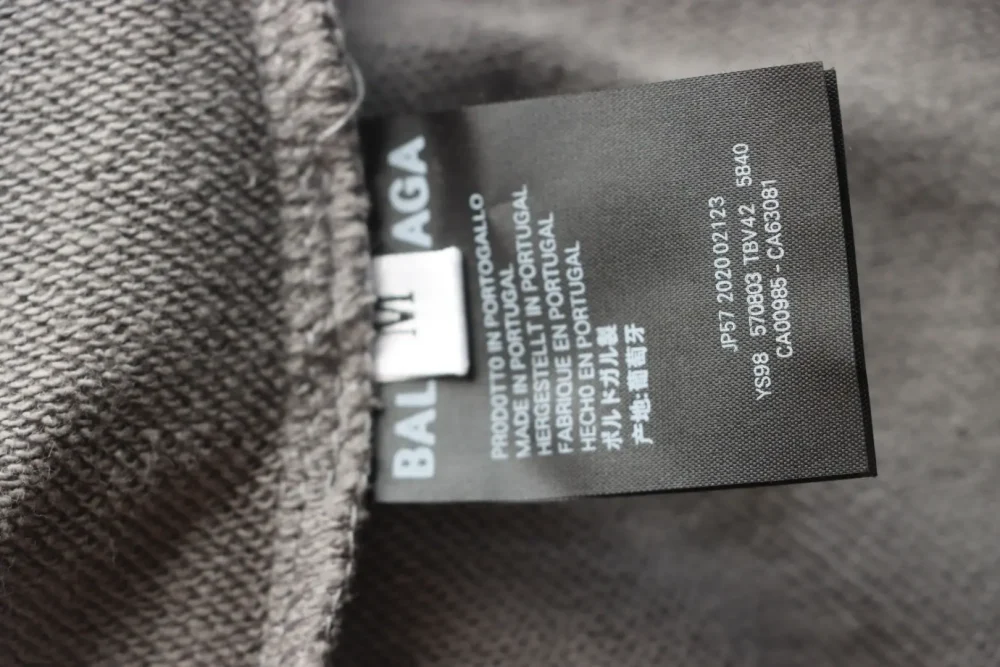 BAL AGA
M
PRODOTTO IN PORTOGALLO
MADE IN PORTUGAL
HERGESTELLT IN PORTUGAL
FABRIQUE EN PORTUGAL
HECHO EN PORTUGAL
ポルトガル製
产地:葡萄牙
JP57 2020 02123
YS98 570803 TBV42 5B40
CA00985 - CA63081